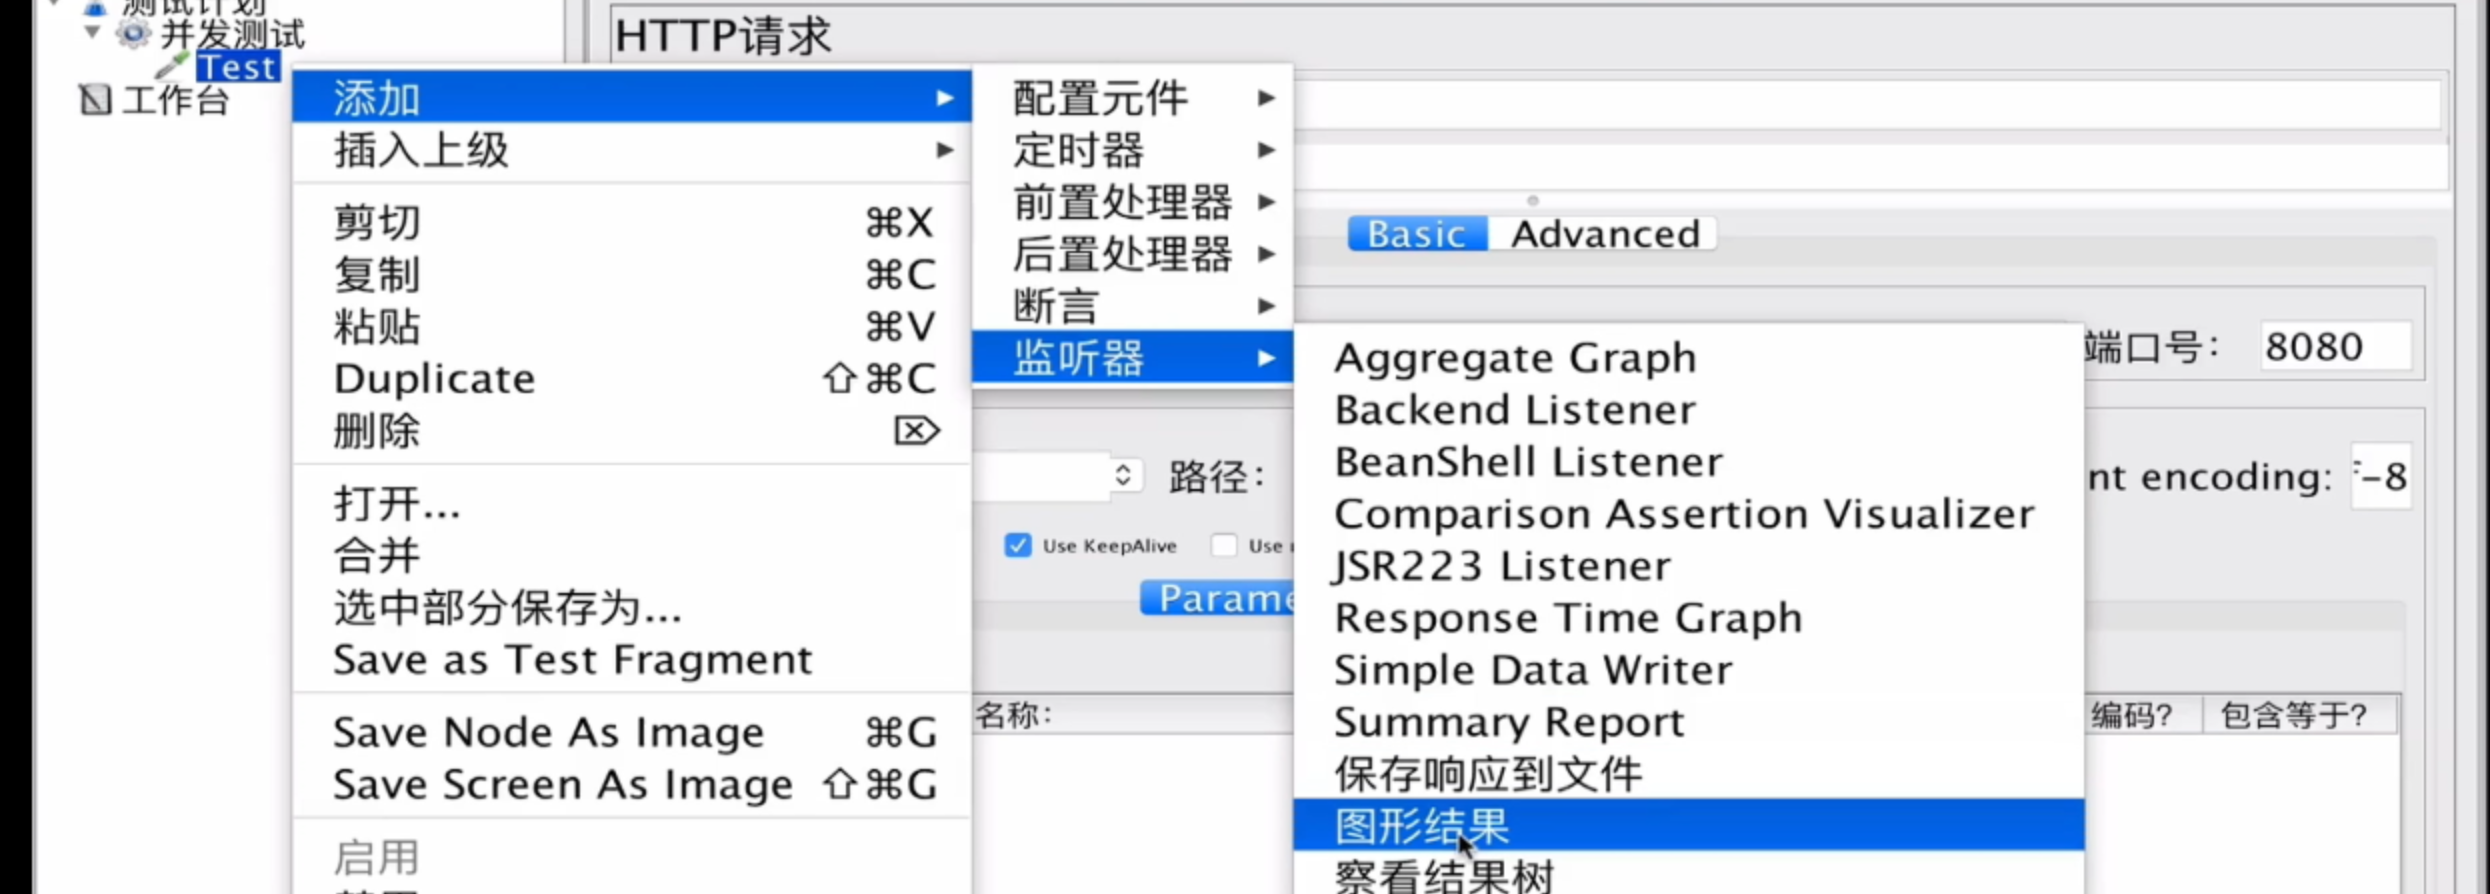 测试计划
并发测试
Test
工作台
HTTP请求
添加
插入上级
剪切 ⌘X
复制 ⌘C
粘贴 ⌘V
Duplicate ⇧⌘C
删除
打开...
合并
选中部分保存为...
Save as Test Fragment
Save Node As Image ⌘G
Save Screen As Image ⇧⌘G
启用
配置元件
定时器
前置处理器
后置处理器
断言
监听器
Aggregate Graph
Backend Listener
BeanShell Listener
Comparison Assertion Visualizer
JSR223 Listener
Response Time Graph
Simple Data Writer
Summary Report
保存响应到文件
图形结果
察看结果树
Basic Advanced
端口号: 8080
路径:
nt encoding: -8
Use KeepAlive Use
Parame
名称:
编码? 包含等于?